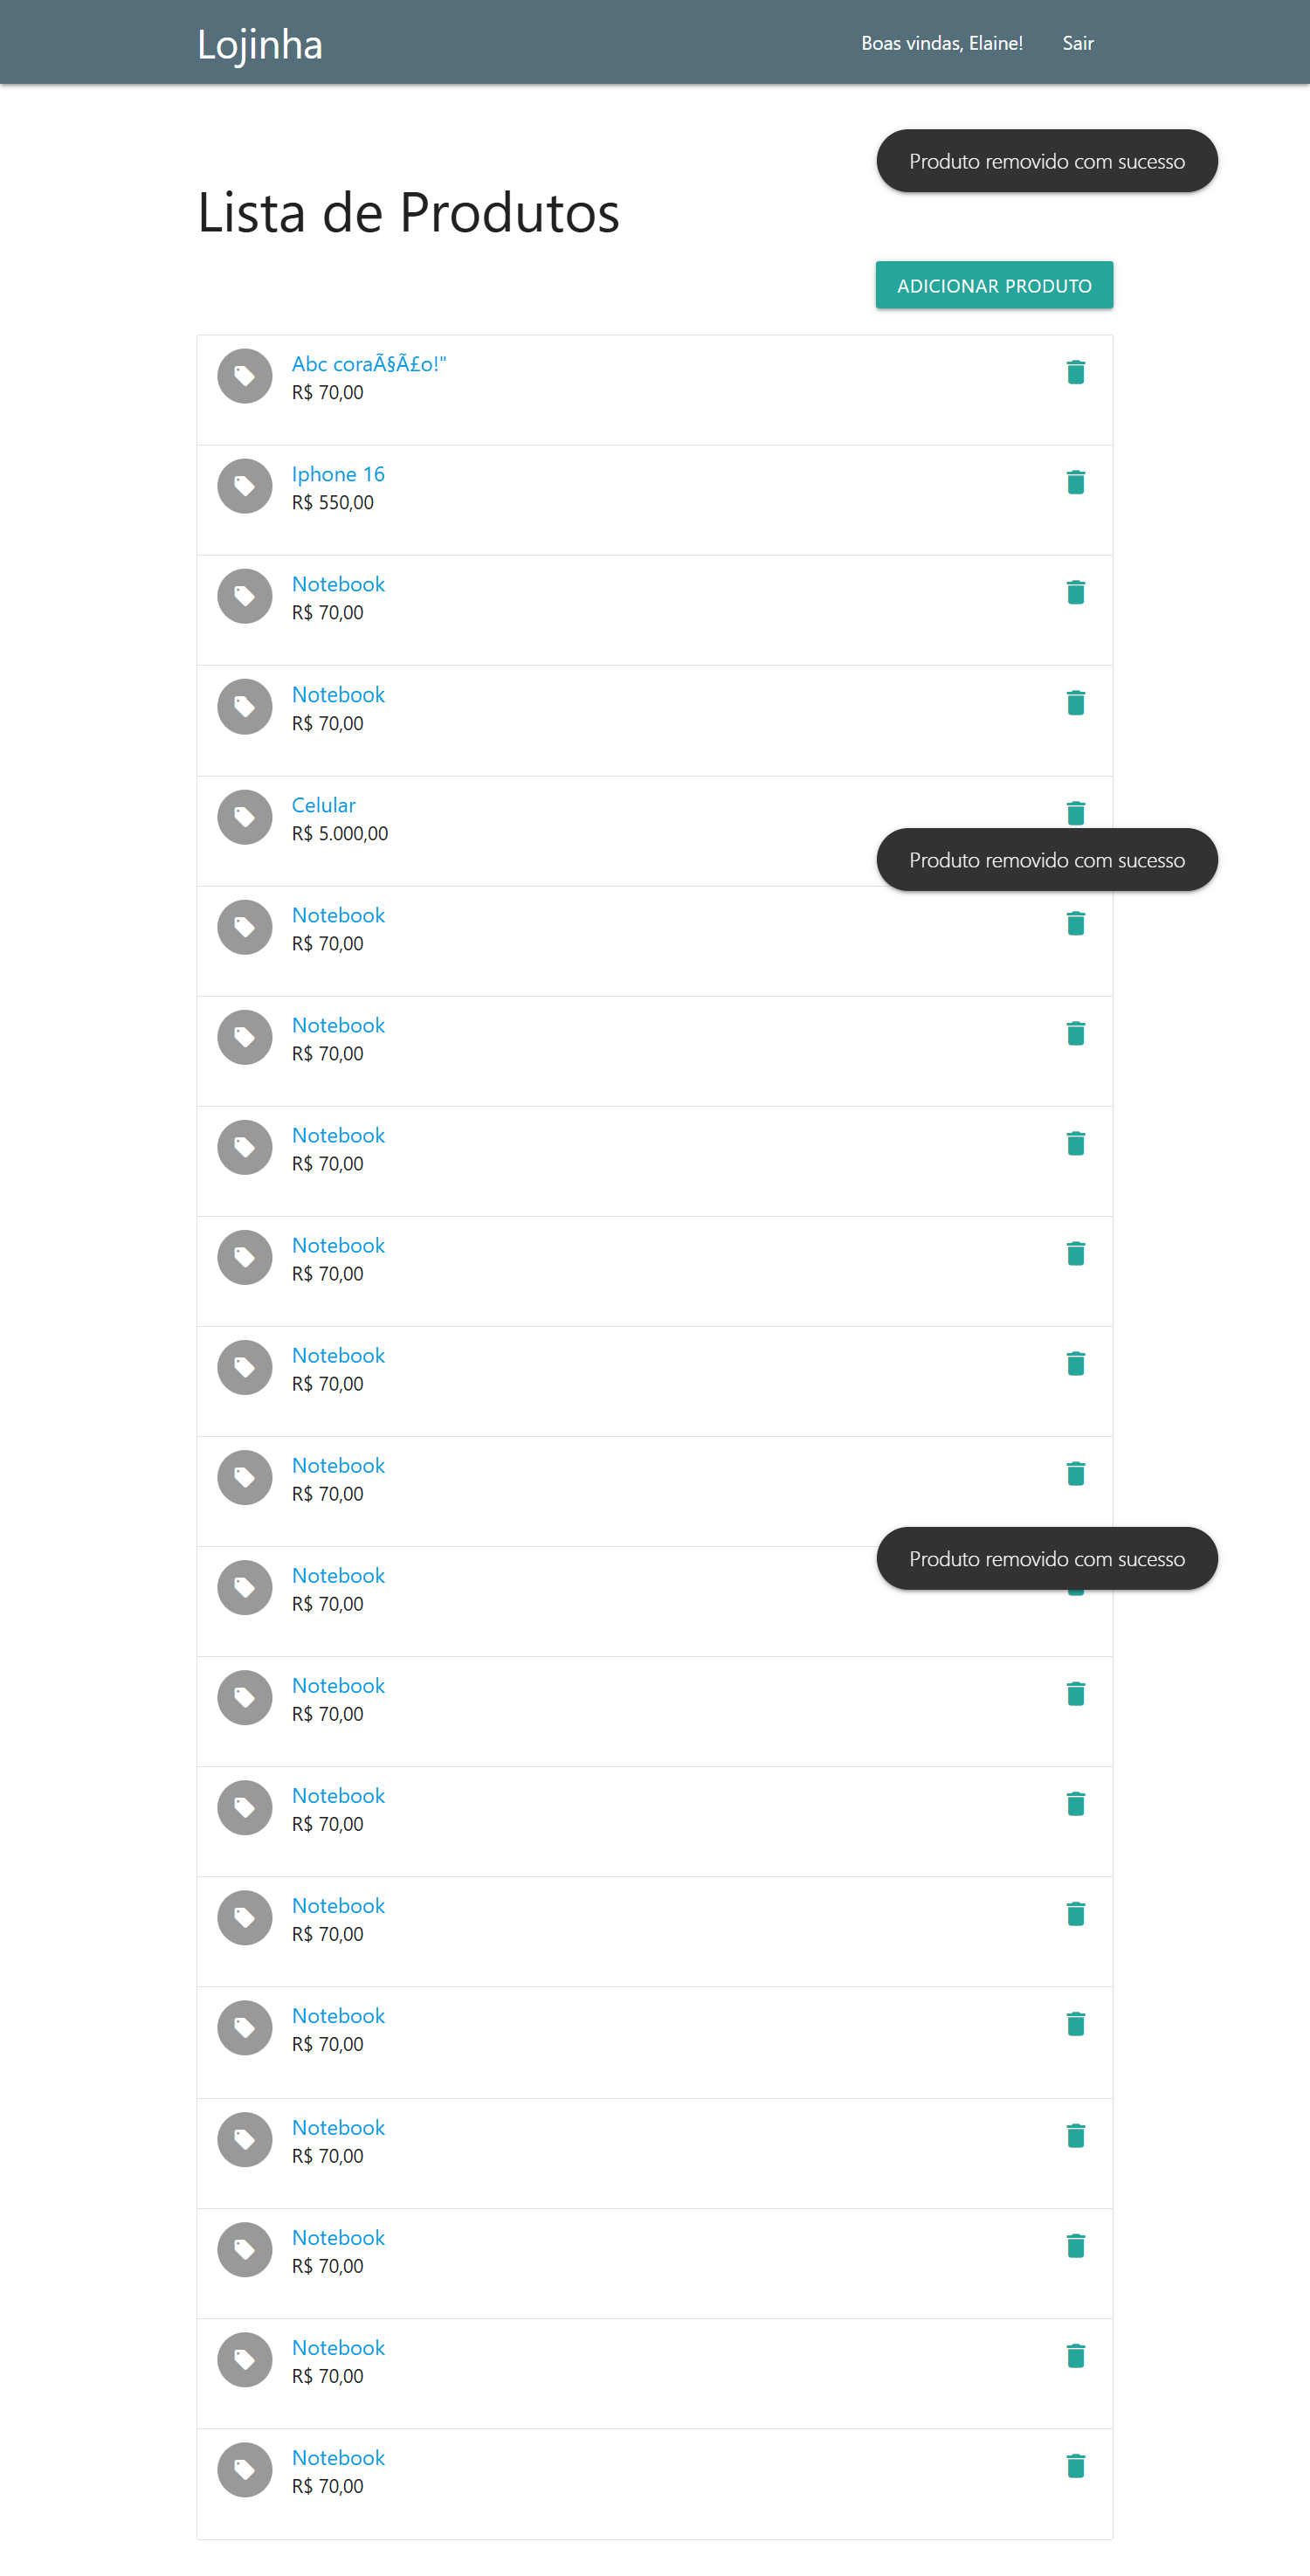 Lojinha
Boas vindas, Elaine!
Sair
Produto removido com sucesso
Lista de Produtos
ADICIONAR PRODUTO
Abc coraÃ§Ã£o!"
R$ 70,00
Iphone 16
R$ 550,00
Notebook
R$ 70,00
Notebook
R$ 70,00
Celular
R$ 5.000,00
Produto removido com sucesso
Notebook
R$ 70,00
Notebook
R$ 70,00
Notebook
R$ 70,00
Notebook
R$ 70,00
Notebook
R$ 70,00
Notebook
R$ 70,00
Produto removido com sucesso
Notebook
R$ 70,00
Notebook
R$ 70,00
Notebook
R$ 70,00
Notebook
R$ 70,00
Notebook
R$ 70,00
Notebook
R$ 70,00
Notebook
R$ 70,00
Notebook
R$ 70,00
Notebook
R$ 70,00